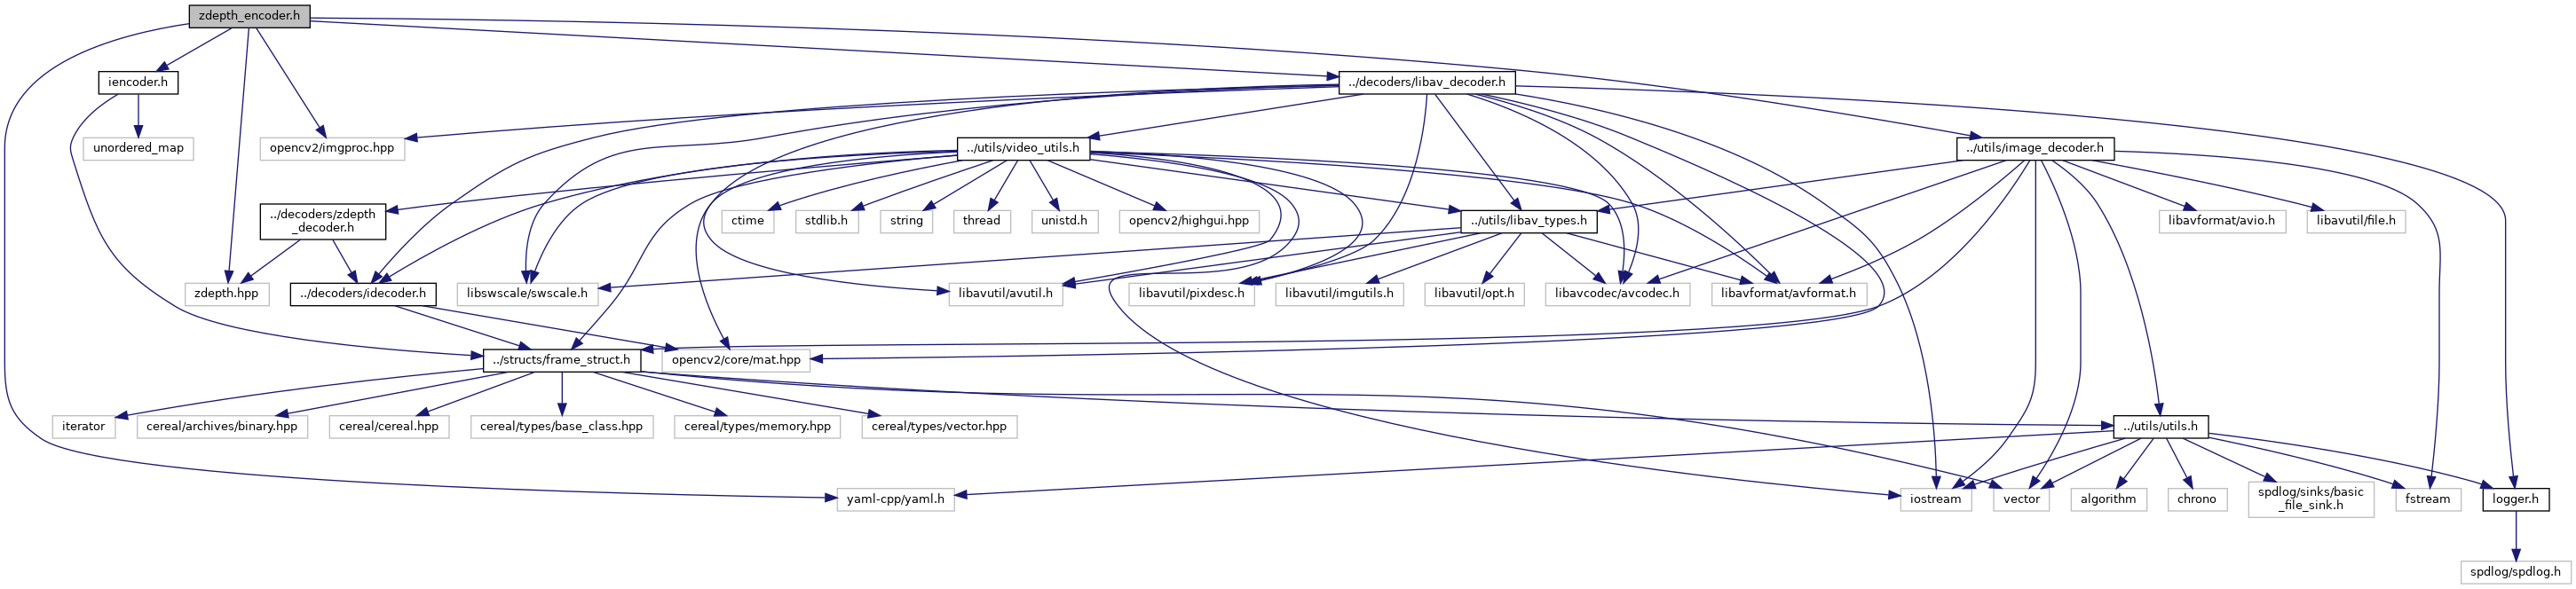 zdepth_encoder.h
iencoder.h
../decoders/libav_decoder.h
unordered_map
opencv2/imgproc.hpp
../utils/video_utils.h
../utils/image_decoder.h
../decoders/zdepth
_decoder.h
ctime
stdlib.h
string
thread
unistd.h
opencv2/highgui.hpp
../utils/libav_types.h
libavformat/avio.h
libavutil/file.h
zdepth.hpp
../decoders/idecoder.h
libswscale/swscale.h
libavutil/avutil.h
libavutil/pixdesc.h
libavutil/imgutils.h
libavutil/opt.h
libavcodec/avcodec.h
libavformat/avformat.h
../structs/frame_struct.h
opencv2/core/mat.hpp
iterator
cereal/archives/binary.hpp
cereal/cereal.hpp
cereal/types/base_class.hpp
cereal/types/memory.hpp
cereal/types/vector.hpp
../utils/utils.h
yaml-cpp/yaml.h
iostream
vector
algorithm
chrono
spdlog/sinks/basic
_file_sink.h
fstream
logger.h
spdlog/spdlog.h